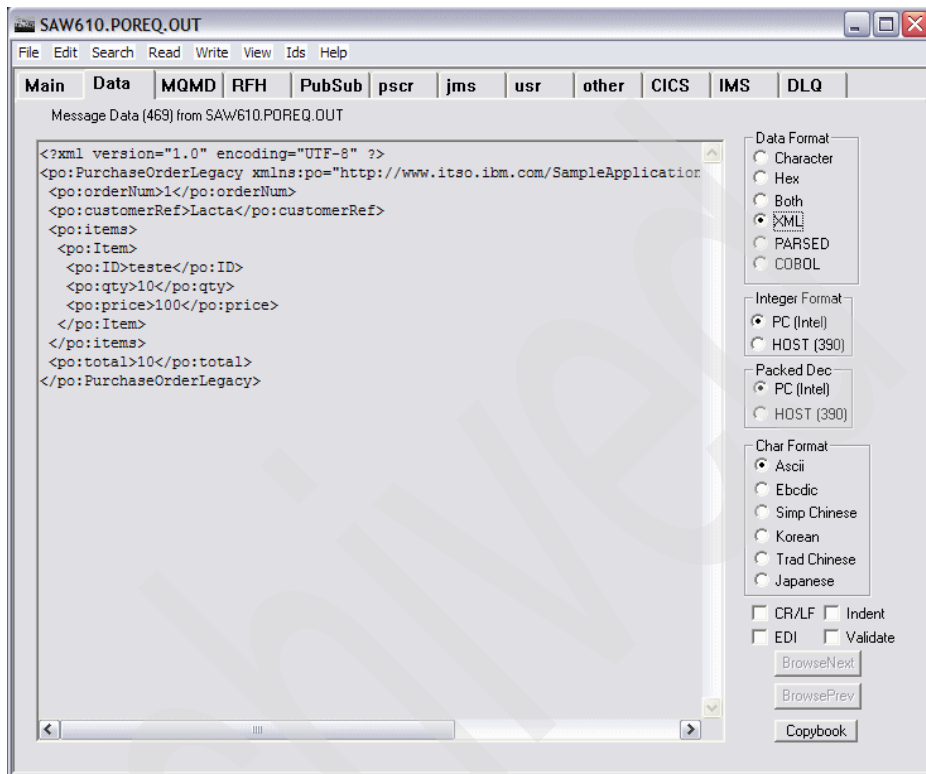 SAW610.POREQ.OUT
File Edit Search Read Write View Ids Help
Main Data MQMD RFH PubSub pscr jms usr other CICS IMS DLQ
Message Data (469) from SAW610.POREQ.OUT
<?xml version="1.0" encoding="UTF-8" ?>
<po:PurchaseOrderLegacy xmlns:po="http://www.itso.ibm.com/SampleApplication
<po:orderNum>1</po:orderNum>
<po:customerRef>Lacta</po:customerRef>
<po:items>
<po:Item>
<po:ID>teste</po:ID>
<po:qty>10</po:qty>
<po:price>100</po:price>
</po:Item>
</po:items>
<po:total>10</po:total>
</po:PurchaseOrderLegacy>
Data Format
Character
Hex
Both
XML
PARSED
COBOL
Integer Format
PC (Intel)
HOST (390)
Packed Dec
PC (Intel)
HOST (390)
Char Format
Ascii
Ebcdic
Simp Chinese
Korean
Trad Chinese
Japanese
CR/LF Indent
EDI Validate
BrowseNext
BrowsePrev
Copybook